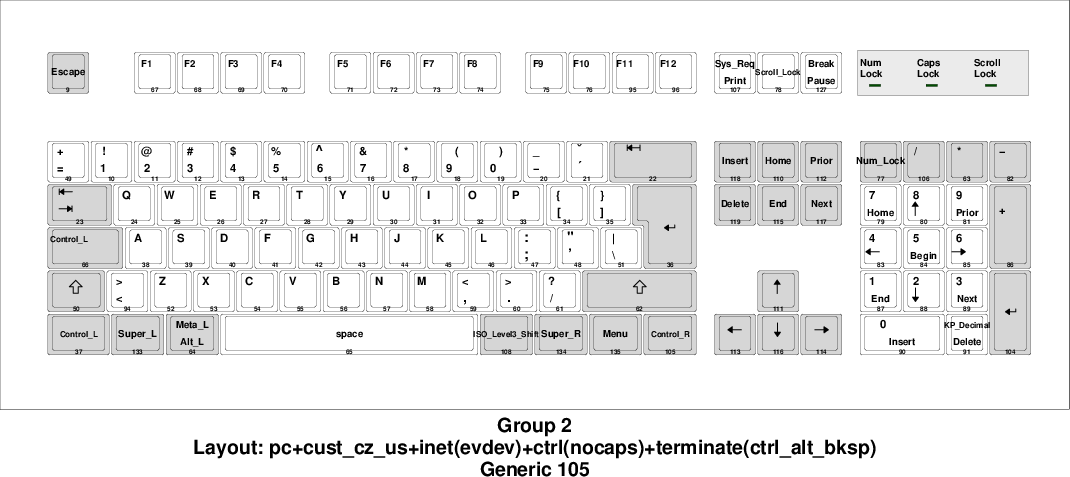 Escape F1 F2 F3 F4 F5 F6 F7 F8 F9 F10 F11 F12 Sys_Req Scroll_Lock Break Num Caps Scroll
Print Pause Lock Lock Lock
9 67 68 69 70 71 72 73 74 75 76 95 96 107 78 127
+ ! @ # $ % ^ & * ( ) _ ˇ ⇤ Insert Home Prior Num_Lock / * −
= 1 2 3 4 5 6 7 8 9 0 − ´
49 10 11 12 13 14 15 16 17 18 19 20 21 22 118 110 112 77 106 63 82
⇤ Q W E R T Y U I O P { } Delete End Next 7 8 9 +
⇥ [ ] Home ↑ Prior
23 24 25 26 27 28 29 30 31 32 33 34 35 119 115 117 79 80 81
Control_L A S D F G H J K L : " | ↵ 4 5 6
; ' \ ← Begin →
66 38 39 40 41 42 43 44 45 46 47 48 51 36 83 84 85 86
⇧ > Z X C V B N M < > ? ⇧ ↑ 1 2 3 ↵
< , . / End ↓ Next
50 94 52 53 54 55 56 57 58 59 60 61 62 111 87 88 89
Control_L Super_L Meta_L space ISO_Level3_Shift Super_R Menu Control_R ← ↓ → 0 KP_Decimal
Alt_L Insert Delete
37 133 64 65 108 134 135 105 113 116 114 90 91 104
Group 2
Layout: pc+cust_cz_us+inet(evdev)+ctrl(nocaps)+terminate(ctrl_alt_bksp)
Generic 105